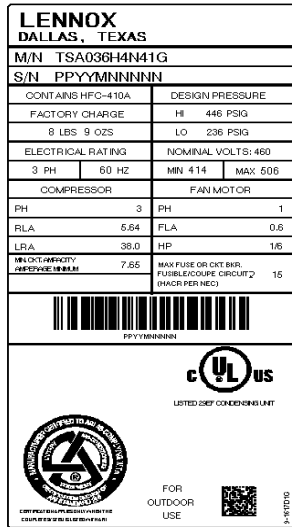 LENNOX
DALLAS, TEXAS
M/N TSA036H4N41G
S/N PPYYMNNNNN
CONTAINS HFC-410A
DESIGN PRESSURE
FACTORY CHARGE
HI 446 PSIG
8 LBS 9 OZS
LO 236 PSIG
ELECTRICAL RATING
NOMINAL VOLTS: 460
3 PH
60 HZ
MIN 414
MAX 506
COMPRESSOR
FAN MOTOR
PH 3
PH 1
RLA 5.64
FLA 0.6
LRA 38.0
HP 1/6
MIN. CKT. AMPACITY
AMPERAGE MINIMUM
7.65
MAX FUSE OR CKT. BKR.
FUSIBLE/COUPE CIRCUIT
(HACR PER NEC)
15
PPYYMNNNNN
C UL US
LISTED 29EF CONDENSING UNIT
FOR
OUTDOOR
USE